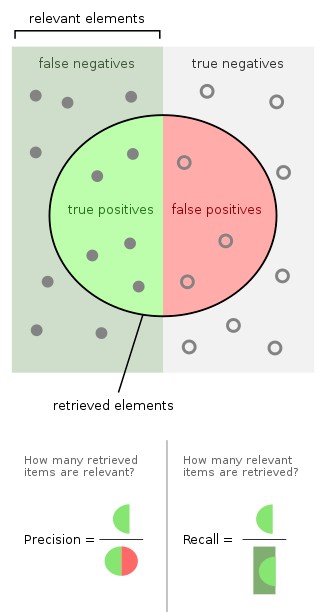 relevant elements
false negatives
true negatives
true positives
false positives
retrieved elements
How many retrieved
items are relevant?
Precision =
How many relevant
items are retrieved?
Recall =